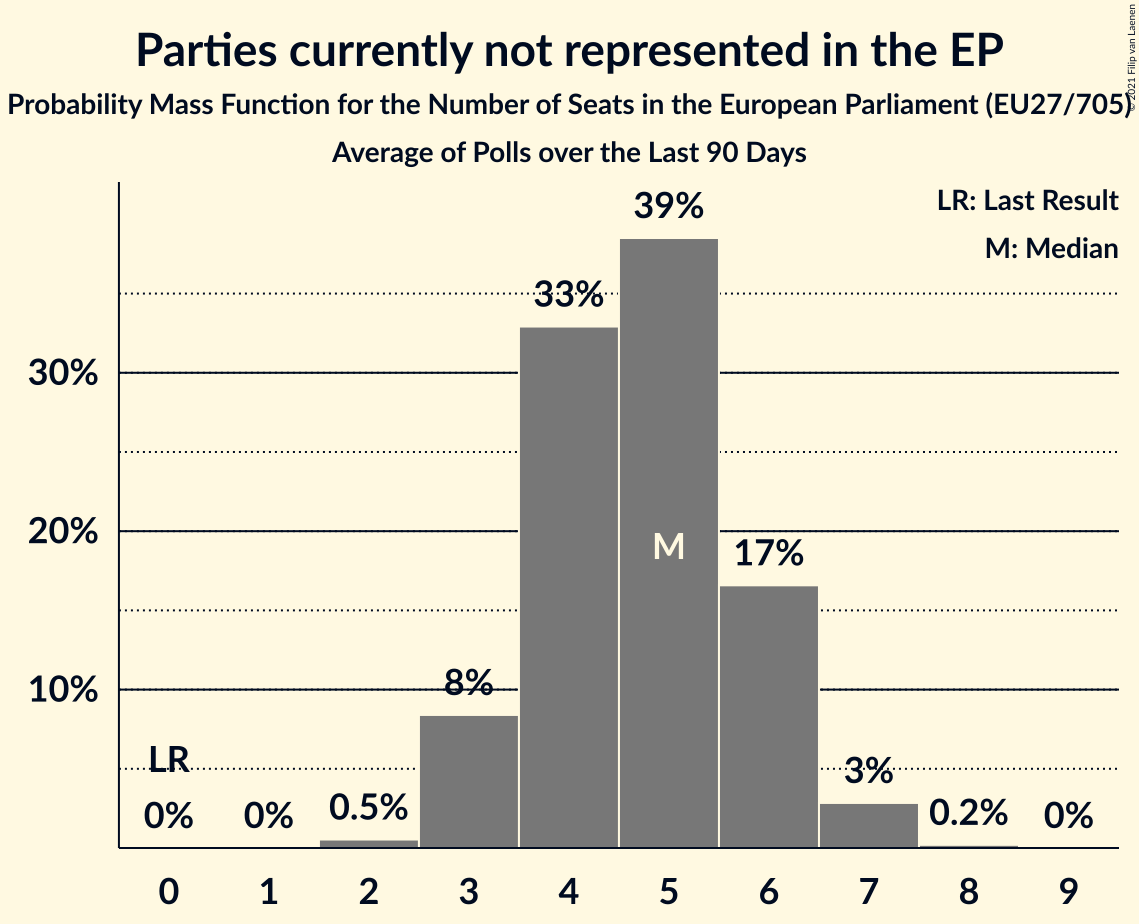 Parties currently not represented in the EP
Probability Mass Function for the Number of Seats in the European Parliament (EU27/705)
Average of Polls over the Last 90 Days
© 2021 Filip van Laenen
LR: Last Result
M: Median
39%
33%
30%
20%
M
17%
10%
8%
LR
3%
0%
0%
0.5%
0.2%
0%
0 1 2 3 4 5 6 7 8 9